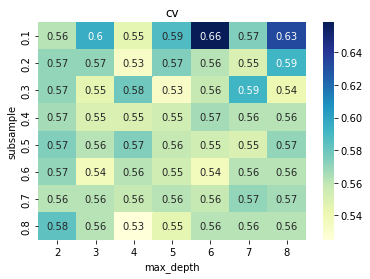 cv
0.1 0.56 0.6 0.55 0.59 0.66 0.57 0.63
0.2 0.57 0.57 0.53 0.57 0.56 0.55 0.59
0.3 0.57 0.55 0.58 0.53 0.56 0.59 0.54
0.4 0.57 0.55 0.55 0.55 0.57 0.56 0.56
0.5 0.57 0.56 0.57 0.56 0.55 0.55 0.57
0.6 0.57 0.54 0.56 0.55 0.54 0.56 0.56
0.7 0.56 0.56 0.56 0.56 0.56 0.57 0.57
0.8 0.58 0.56 0.53 0.55 0.56 0.56 0.56
2 3 4 5 6 7 8
max_depth
subsample
0.64
0.62
0.60
0.58
0.56
0.54